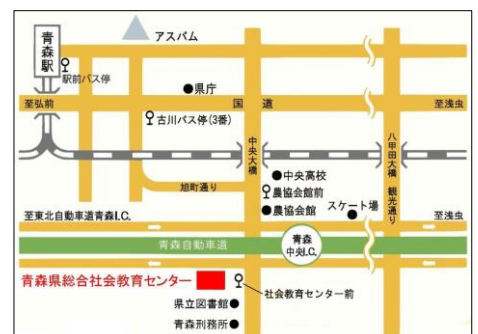 アスパム
青森駅
駅前バス停
●県庁
至弘前
国道
至浅虫
古川バス停(3番)
中央大橋
八甲田大橋 観光通り
●中央高校
旭町通り
農協会館前
●農協会館
スケート場
至東北自動車道青森I.C.
至浅虫
青森自動車道
青森中央I.C.
青森県総合社会教育センター
社会教育センター前
県立図書館●
青森刑務所●